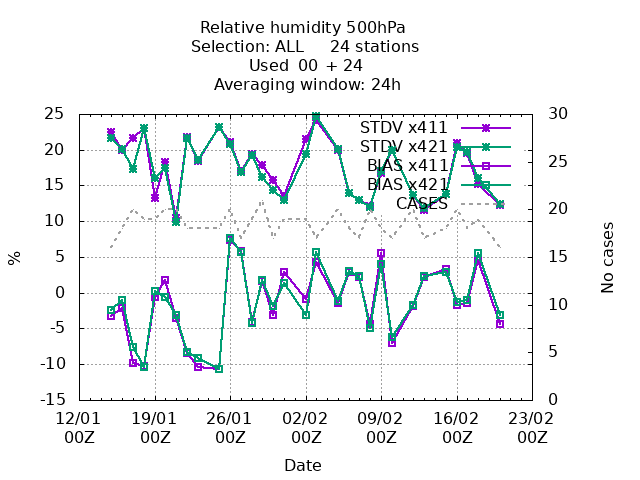 Relative humidity 500hPa
Selection: ALL 24 stations
Used 00 + 24
Averaging window: 24h
25
20
15
10
5
0
-5
-10
-15
%
30
25
20
15
10
5
0
No cases
STDV x411
STDV x421
BIAS x411
BIAS x421
CASES
12/01 19/01 26/01 02/02 09/02 16/02 23/02
00Z 00Z 00Z 00Z 00Z 00Z 00Z
Date